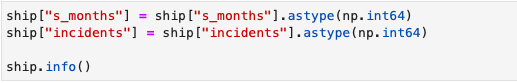 ship["s_months"] = ship["s_months"].astype(np.int64)
ship["incidents"] = ship["incidents"].astype(np.int64)
ship.info()